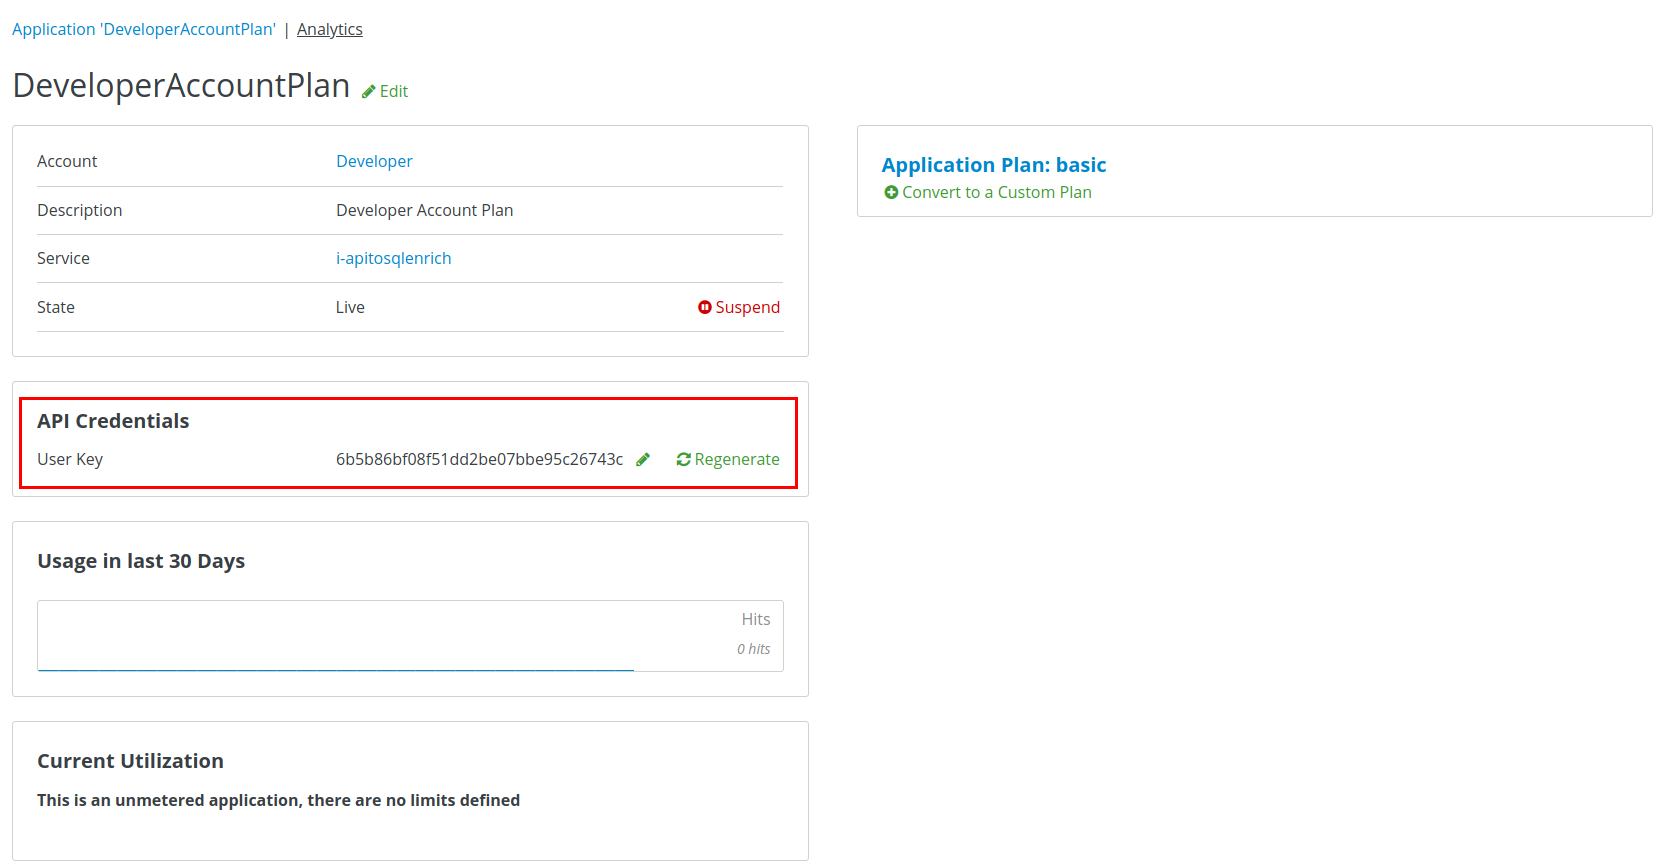 Application 'DeveloperAccountPlan' | Analytics
DeveloperAccountPlan Edit
Account Developer
Description Developer Account Plan
Service i-apitosqlenrich
State Live Suspend
API Credentials
User Key 6b5b86bf08f51dd2be07bbe95c26743c Regenerate
Usage in last 30 Days
Hits
0 hits
Current Utilization
This is an unmetered application, there are no limits defined
Application Plan: basic
Convert to a Custom Plan